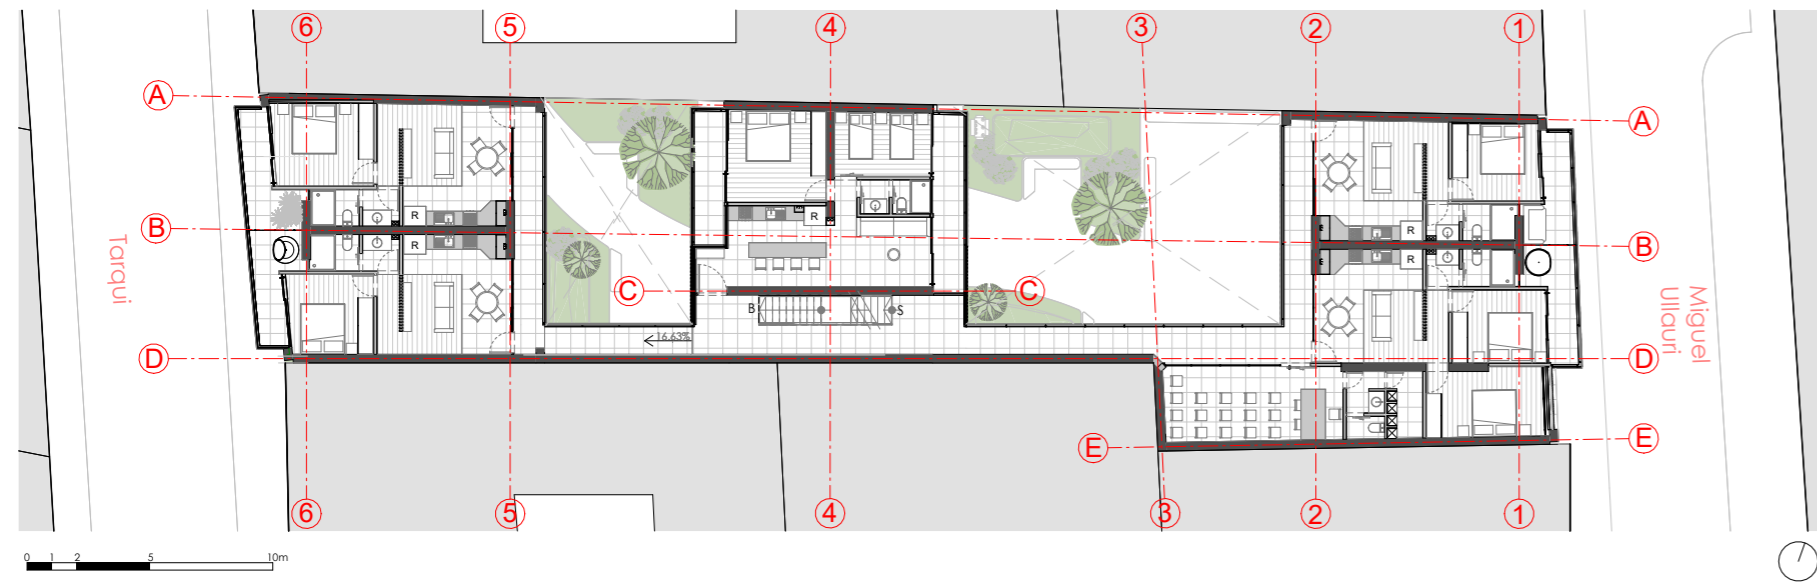 6 5 4 3 2 1
A A
B B
R R
R R
R
C C
B S
16.63%
D D
E E
Tarqui
Miguel
Ullauri
6 5 4 3 2 1
0 1 2 5 10m